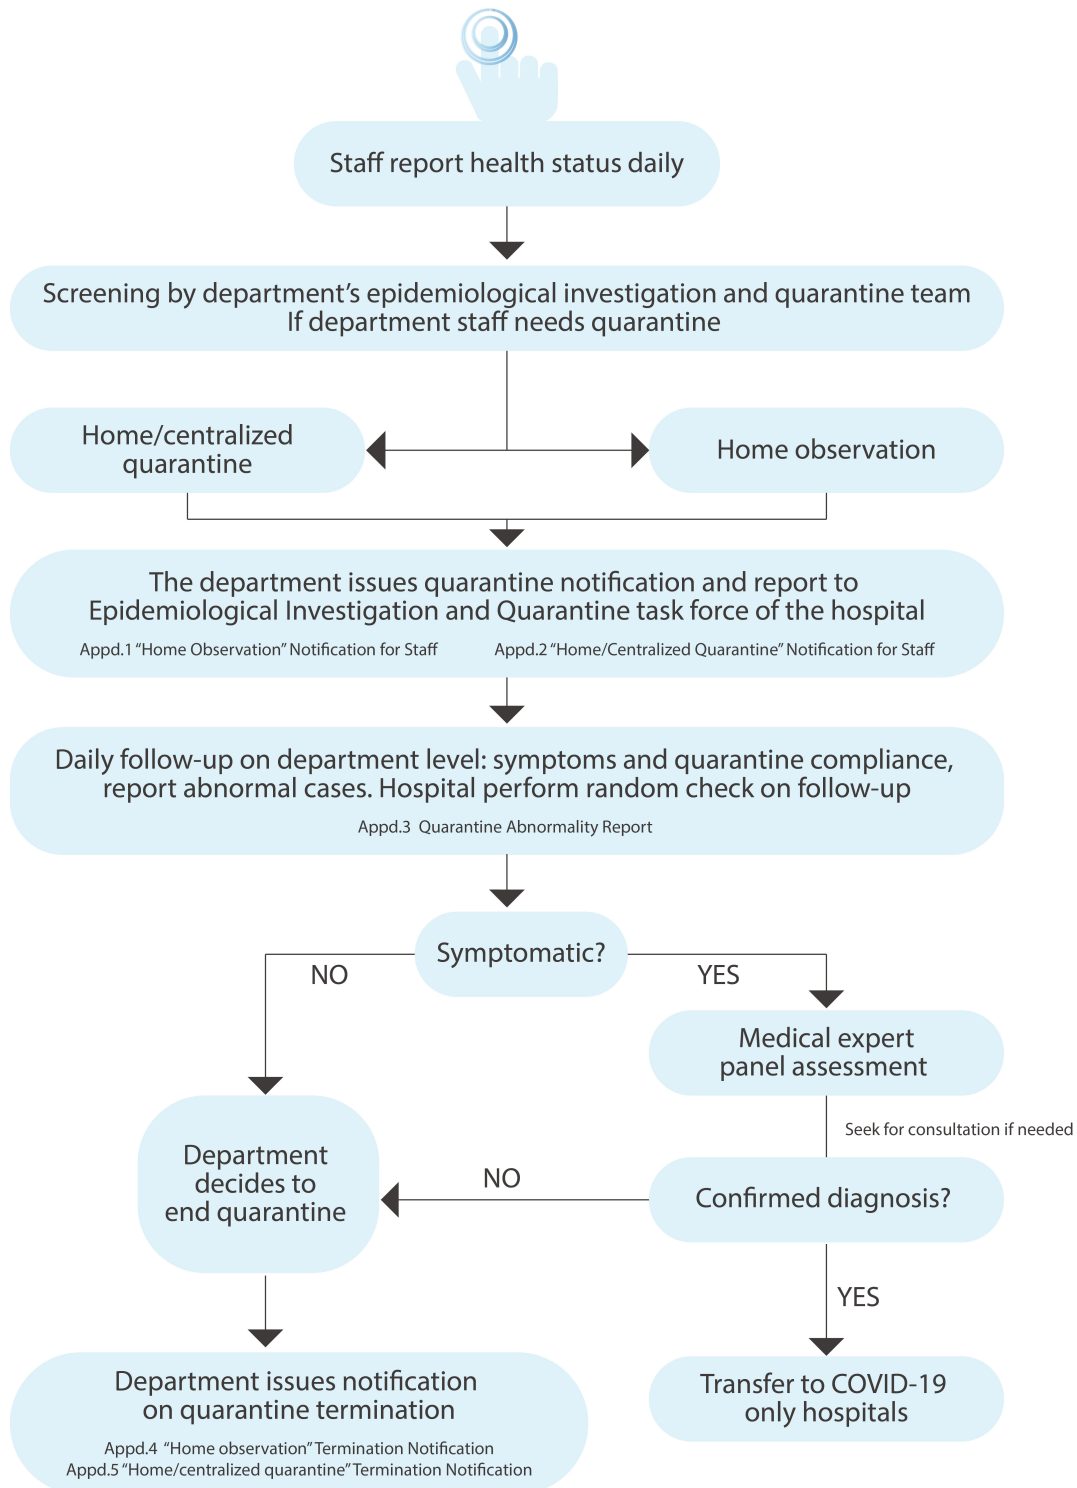 Staff report health status daily
Screening by department’s epidemiological investigation and quarantine team
If department staff needs quarantine
Home/centralized
quarantine
Home observation
The department issues quarantine notification and report to
Epidemiological Investigation and Quarantine task force of the hospital
Appd.1 “Home Observation” Notification for Staff
Appd.2 “Home/Centralized Quarantine” Notification for Staff
Daily follow-up on department level: symptoms and quarantine compliance,
report abnormal cases. Hospital perform random check on follow-up
Appd.3 Quarantine Abnormality Report
Symptomatic?
NO
YES
Medical expert
panel assessment
Seek for consultation if needed
Department
decides to
end quarantine
NO
Confirmed diagnosis?
YES
Department issues notification
on quarantine termination
Appd.4 “Home observation” Termination Notification
Appd.5 “Home/centralized quarantine” Termination Notification
Transfer to COVID-19
only hospitals